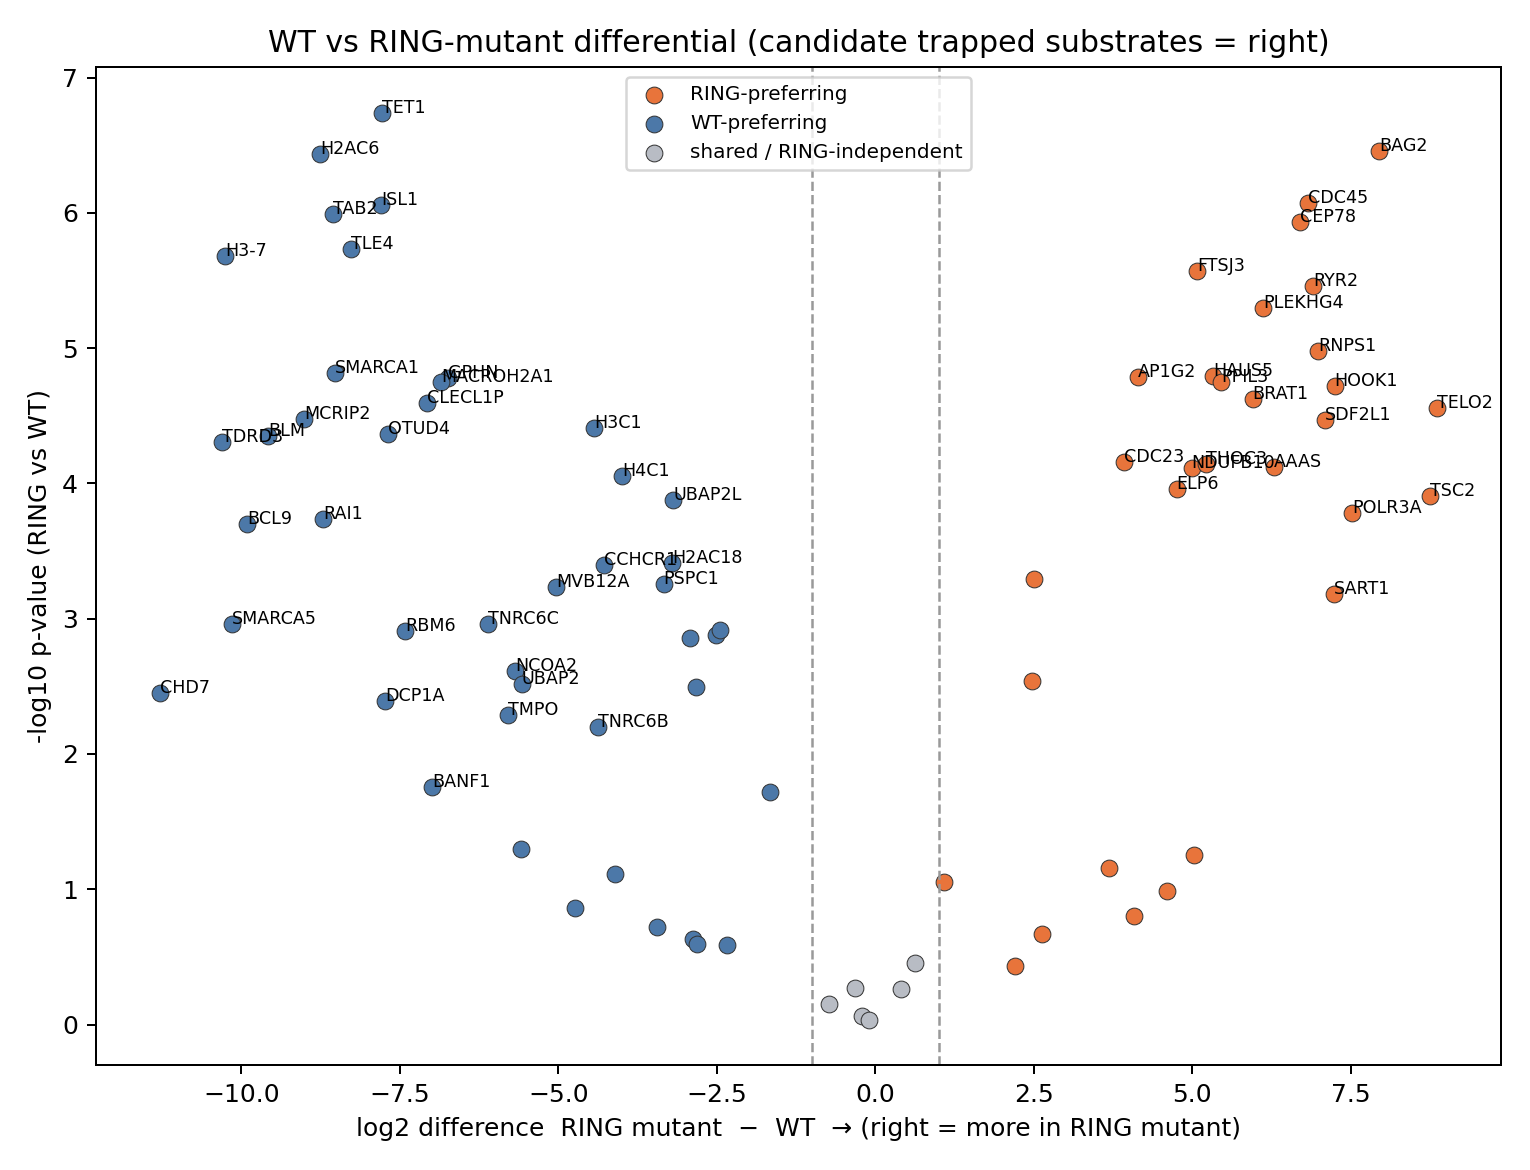 WT vs RING-mutant differential (candidate trapped substrates = right)
RING-preferring
WT-preferring
shared / RING-independent
7
6
5
4
3
2
1
0
-log10 p-value (RING vs WT)
TET1
H2AC6
BAG2
ISL1
TAB2
CDC45
CEP78
TLE4
H3-7
FTSJ3
RYR2
PLEKHG4
RNPS1
SMARCA1
GPHN
MACROH2A1
AP1G2
HAUS5
PPIL3
HOOK1
CLECL1P
BRAT1
TELO2
MCRIP2
SDF2L1
H3C1
OTUD4
BLM
TDRD3
CDC23
THOC3
NDUFB10
AAAS
H4C1
ELP6
UBAP2L
TSC2
BCL9
RAI1
POLR3A
CCHCR1
H2AC18
PSPC1
MVB12A
SART1
SMARCA5
RBM6
TNRC6C
NCOA2
UBAP2
CHD7
DCP1A
TMPO
TNRC6B
BANF1
−10.0 −7.5 −5.0 −2.5 0.0 2.5 5.0 7.5
log2 difference  RING mutant  −  WT  → (right = more in RING mutant)